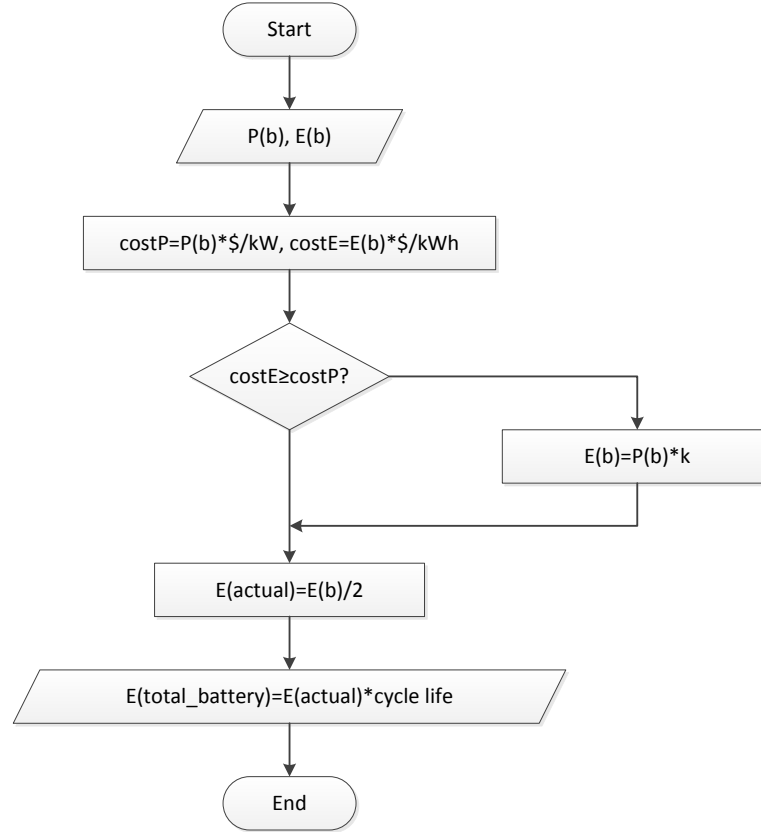 Start
P(b), E(b)
costP=P(b)*$/kW, costE=E(b)*$/kWh
costE≥costP?
E(b)=P(b)*k
E(actual)=E(b)/2
E(total_battery)=E(actual)*cycle life
End